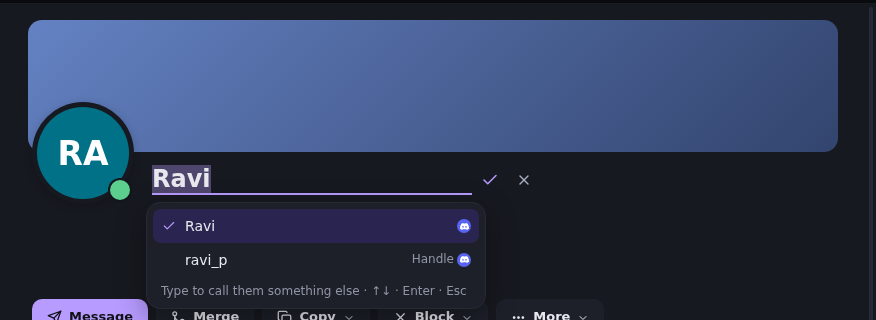 RA
Ravi
Ravi
ravi_p Handle
Type to call them something else · ↑↓ · Enter · Esc
Message Merge Copy Block More